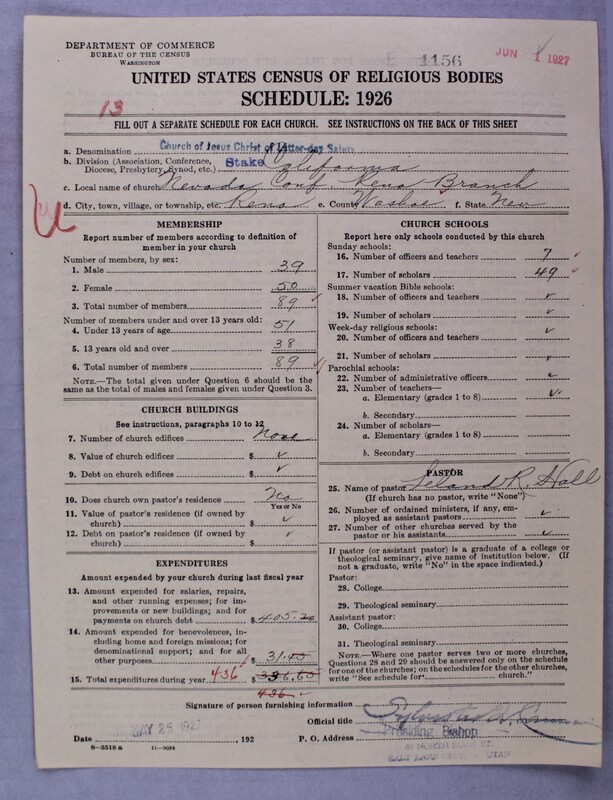 DEPARTMENT OF COMMERCE
BUREAU OF THE CENSUS
WASHINGTON
1156
JUN 1 1927
UNITED STATES CENSUS OF RELIGIOUS BODIES
SCHEDULE: 1926
13
FILL OUT A SEPARATE SCHEDULE FOR EACH CHURCH. SEE INSTRUCTIONS ON THE BACK OF THIS SHEET
a. Denomination Church of Jesus Christ of Latter-day Saints
b. Division (Association, Conference, Diocese, Presbytery, Synod, etc.) Stake California
c. Local name of church Nevada Conf. Reno Branch
d. City, town, village, or township, etc. Reno e. County Washoe f. State Nev
MEMBERSHIP
Report number of members according to definition of
member in your church
Number of members, by sex:
1. Male 39
2. Female 50
3. Total number of members 89
Number of members under and over 13 years old:
4. Under 13 years of age 51
5. 13 years old and over 38
6. Total number of members 89
NOTE.—The total given under Question 6 should be
same as the total of males and females given under Question 3.
CHURCH BUILDINGS
See instructions, paragraphs 10 to 12
7. Number of church edifices none
8. Value of church edifices $ ✓
9. Debt on church edifices $ ✓
10. Does church own pastor's residence No
Yes or No
11. Value of pastor's residence (if owned by
church) $ ✓
12. Debt on pastor's residence (if owned by
church) $ ✓
EXPENDITURES
Amount expended by your church during last fiscal year
13. Amount expended for salaries, repairs,
and other running expenses; for im-
provements or new buildings; and for
payments on church debt $ 405.20
14. Amount expended for benevolences,
including home and foreign missions; for
denominational support; and for all
other purposes $ 31.
15. Total expenditures during year 436 $
436
CHURCH SCHOOLS
Report here only schools conducted by this church
Sunday schools:
16. Number of officers and teachers 7
17. Number of scholars 49
Summer vacation Bible schools:
18. Number of officers and teachers ✓
19. Number of scholars ✓
Week-day religious schools: ✓
20. Number of officers and teachers
21. Number of scholars ✓
Parochial schools:
22. Number of administrative officers ✓
23. Number of teachers—
a. Elementary (grades 1 to 8) ✓
b. Secondary
24. Number of scholars—
a. Elementary (grades 1 to 8)
b. Secondary
PASTOR
25. Name of pastor Leland R. Hall
(If church has no pastor, write "None")
26. Number of ordained ministers, if any, em-
ployed as assistant pastors ✓
27. Number of other churches served by the
pastor or his assistants ✓
If pastor (or assistant pastor) is a graduate of a college or
theological seminary, give name of institution below. (If
not a graduate, write "No" in the space indicated.)
Pastor:
28. College
29. Theological seminary
Assistant pastor:
30. College
31. Theological seminary
NOTE.—Where one pastor serves two or more churches,
Questions 28 and 29 should be answered only on the schedule
for one of the churches; on the schedules for the other churches,
write "See schedule for church."
Signature of person furnishing information
Official title Presiding Bishop
Date MAY 25 1927, 192 P. O. Address 40 NORTH MAIN ST.
SALT LAKE CITY, UTAH
8—5518 a 11—9084